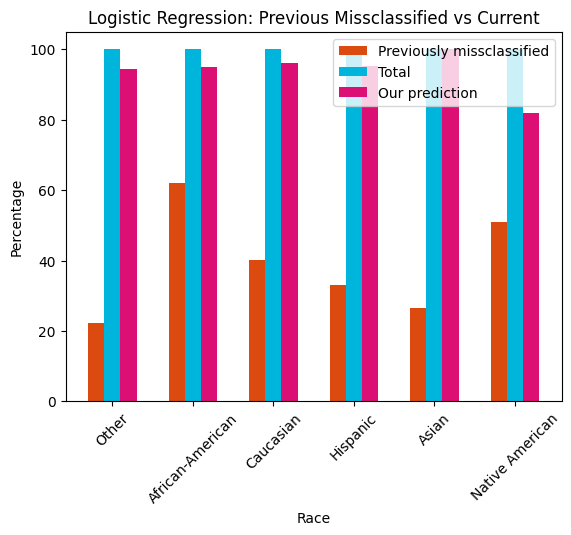 Logistic Regression: Previous Missclassified vs Current
Previously missclassified
Total
Our prediction
Percentage
100
80
60
40
20
0
Other
African-American
Caucasian
Hispanic
Asian
Native American
Race